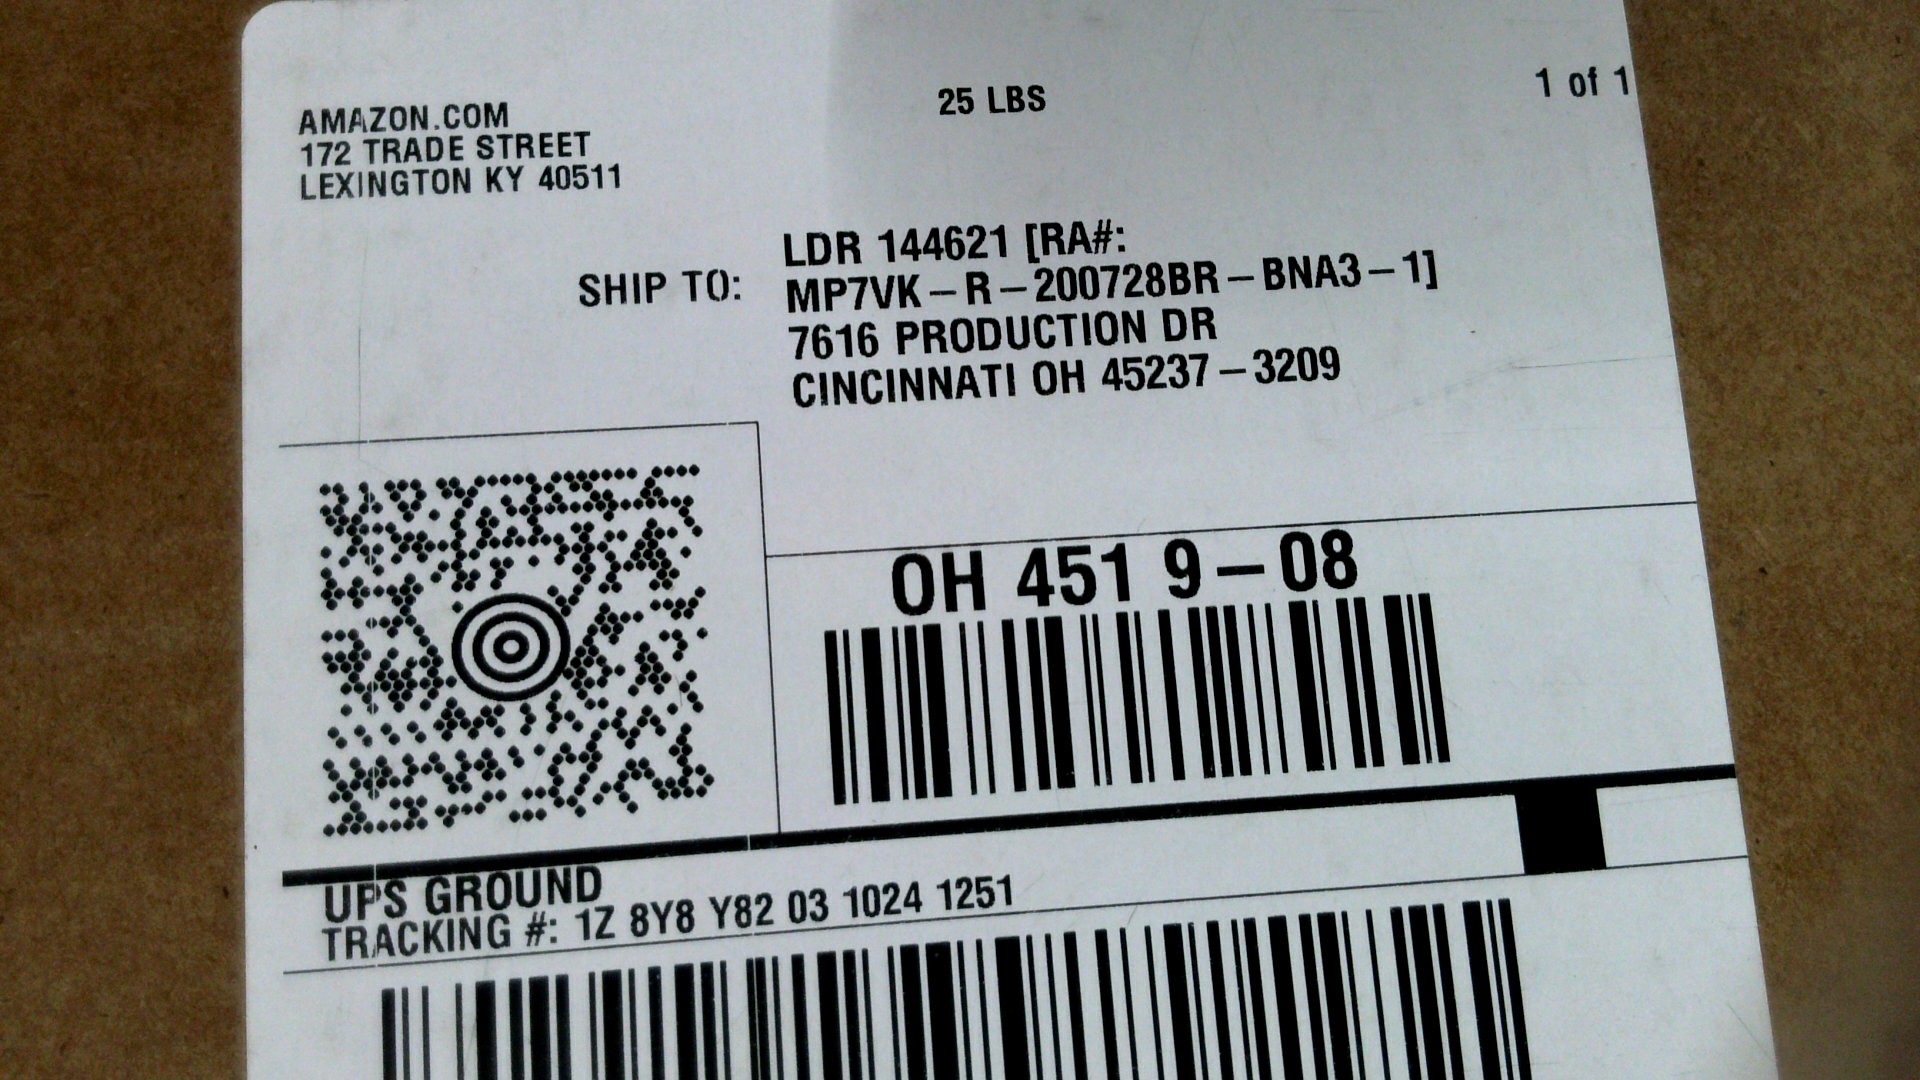 AMAZON.COM
172 TRADE STREET
LEXINGTON KY 40511
25 LBS
1 of 1
SHIP TO:
LDR 144621 [RA#:
MP7VK-R-200728BR-BNA3-1]
7616 PRODUCTION DR
CINCINNATI OH 45237-3209
OH 451 9-08
UPS GROUND
TRACKING #: 1Z 8Y8 Y82 03 1024 1251